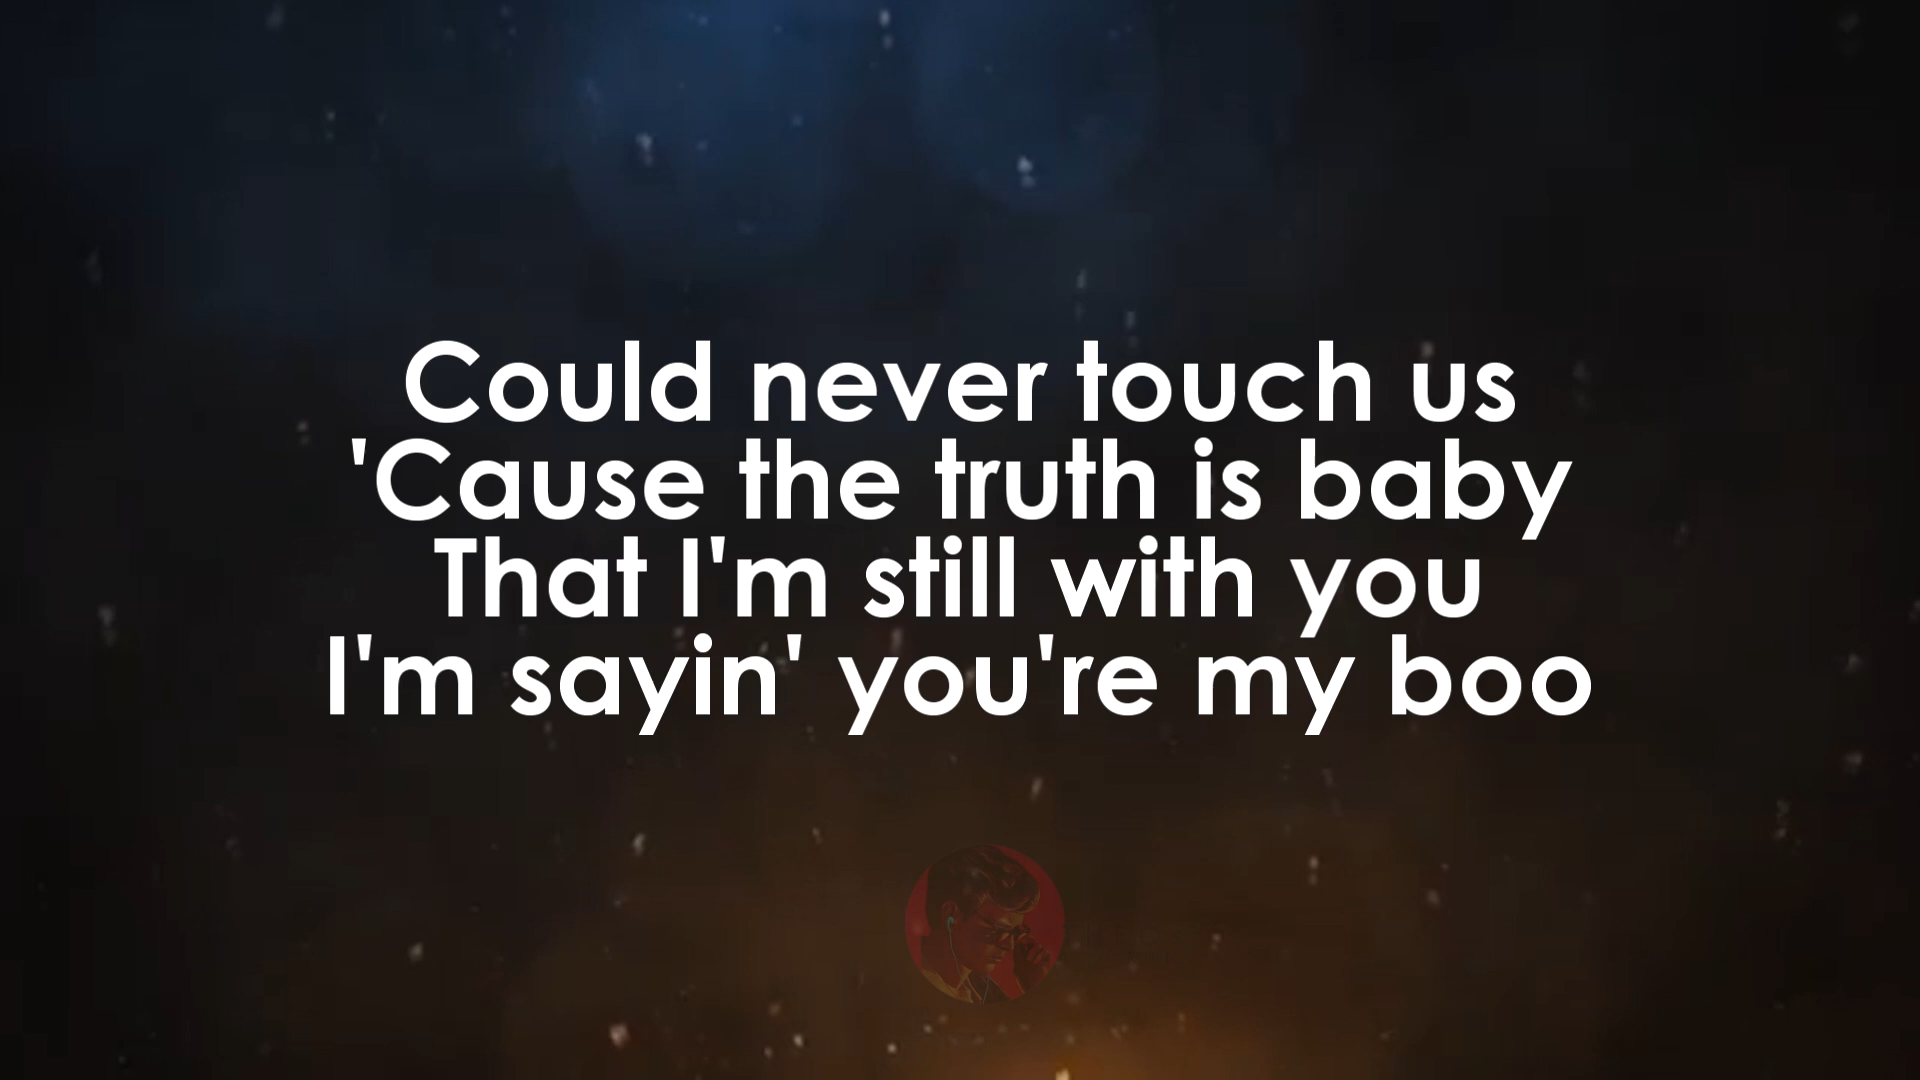 Could never touch us
'Cause the truth is baby
That I'm still with you
I'm sayin' you're my boo